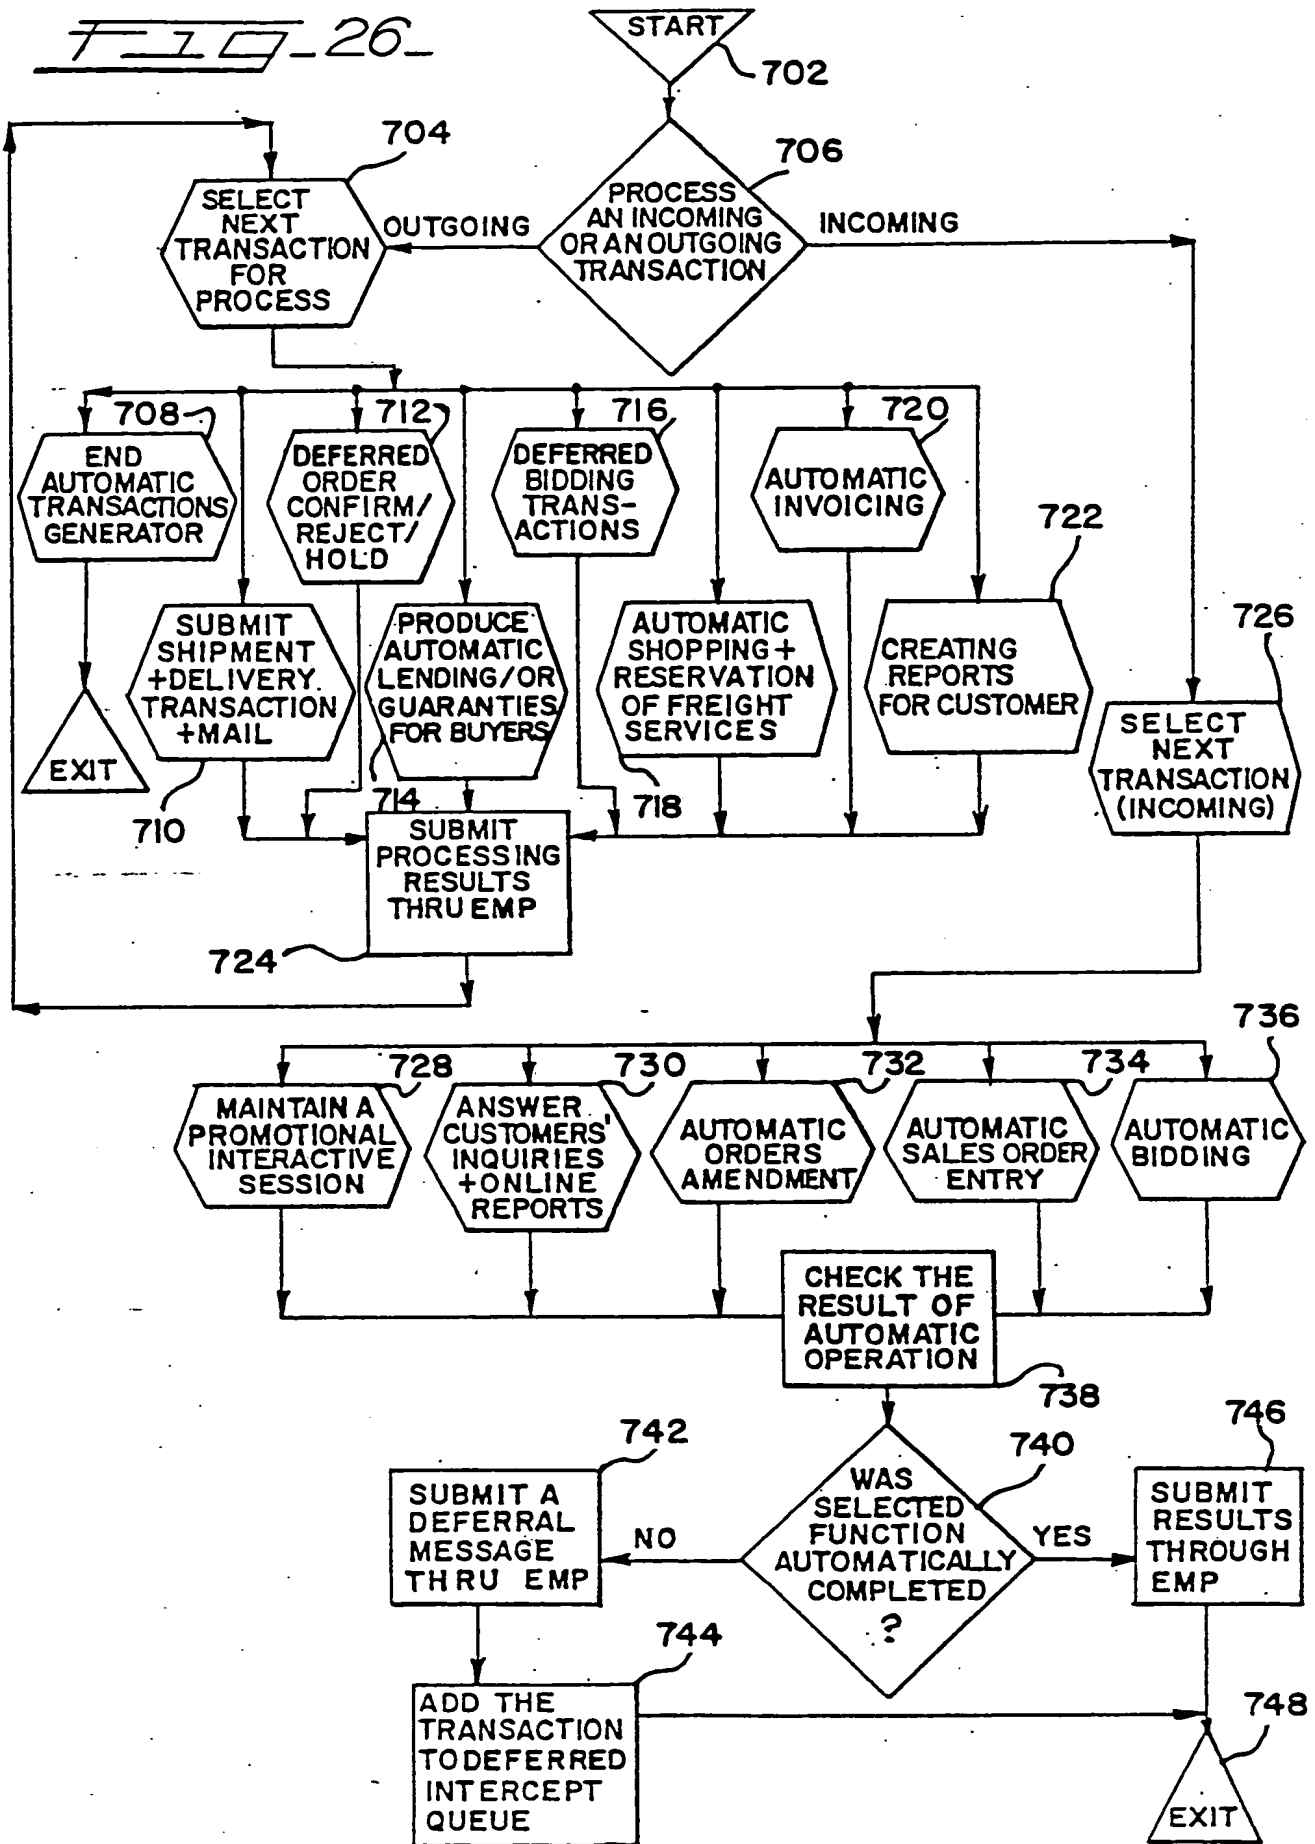 Fig-26-
START
702
704
SELECT
NEXT
TRANSACTION
FOR
PROCESS
OUTGOING
706
PROCESS
AN INCOMING
OR AN OUTGOING
TRANSACTION
INCOMING
708
END
AUTOMATIC
TRANSACTIONS
GENERATOR
EXIT
SUBMIT
SHIPMENT
+DELIVERY.
TRANSACTION
+MAIL
710
712
DEFERRED
ORDER
CONFIRM/
REJECT/
HOLD
PRODUCE
AUTOMATIC
LENDING/OR
GUARANTIES
FOR BUYERS
714
716
DEFERRED
BIDDING
TRANS-
ACTIONS
AUTOMATIC
SHOPPING+
RESERVATION
OF FREIGHT
SERVICES
718
720
AUTOMATIC
INVOICING
722
CREATING
REPORTS
FOR CUSTOMER
726
SELECT
NEXT
TRANSACTION
(INCOMING)
SUBMIT
PROCESSING
RESULTS
THRU EMP
724
728
MAINTAIN A
PROMOTIONAL
INTERACTIVE
SESSION
730
ANSWER
CUSTOMERS'
INQUIRIES
+ONLINE
REPORTS
732
AUTOMATIC
ORDERS
AMENDMENT
734
AUTOMATIC
SALES ORDER
ENTRY
736
AUTOMATIC
BIDDING
CHECK THE
RESULT OF
AUTOMATIC
OPERATION
738
740
WAS
SELECTED
FUNCTION
AUTOMATICALLY
COMPLETED
?
NO
YES
742
SUBMIT A
DEFERRAL
MESSAGE
THRU EMP
744
ADD THE
TRANSACTION
TO DEFERRED
INTERCEPT
QUEUE
746
SUBMIT
RESULTS
THROUGH
EMP
748
EXIT